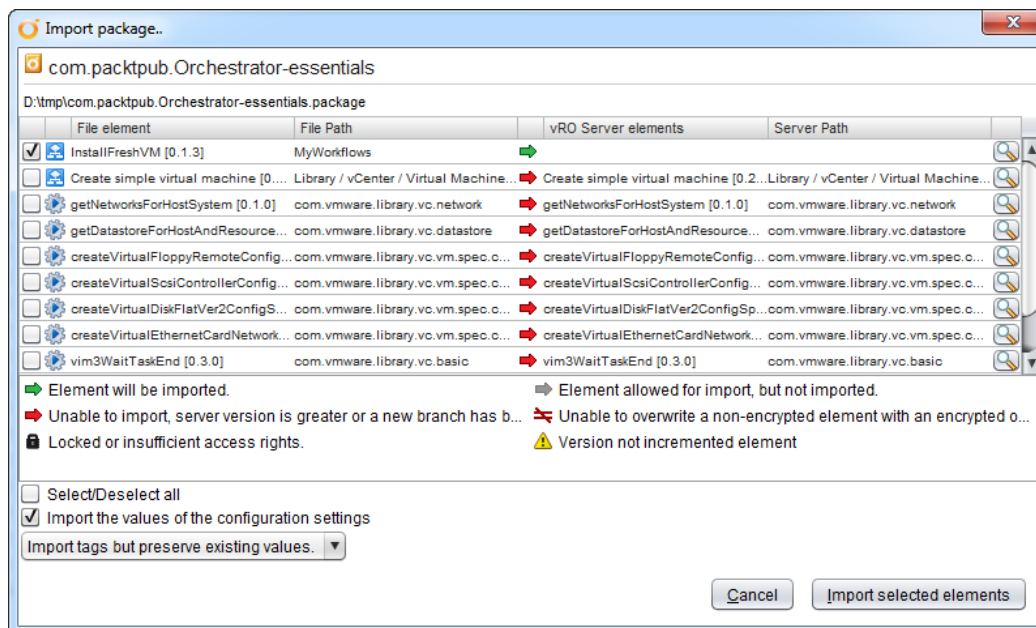 Import package..
com.packtpub.Orchestrator-essentials
D:\tmp\com.packtpub.Orchestrator-essentials.package
File element File Path vRO Server elements Server Path
InstallFreshVM [0.1.3] MyWorkflows
Create simple virtual machine [0.... Library / vCenter / Virtual Machine... Create simple virtual machine [0.2... Library / vCenter / Virtual Machine...
getNetworksForHostSystem [0.1.0] com.vmware.library.vc.network getNetworksForHostSystem [0.1.0] com.vmware.library.vc.network
getDatastoreForHostAndResource... com.vmware.library.vc.datastore getDatastoreForHostAndResource... com.vmware.library.vc.datastore
createVirtualFloppyRemoteConfig... com.vmware.library.vc.vm.spec.c... createVirtualFloppyRemoteConfig... com.vmware.library.vc.vm.spec.c...
createVirtualScsiControllerConfig... com.vmware.library.vc.vm.spec.c... createVirtualScsiControllerConfig... com.vmware.library.vc.vm.spec.c...
createVirtualDiskFlatVer2ConfigS... com.vmware.library.vc.vm.spec.c... createVirtualDiskFlatVer2ConfigSp... com.vmware.library.vc.vm.spec.c...
createVirtualEthernetCardNetwork... com.vmware.library.vc.vm.spec.c... createVirtualEthernetCardNetwork... com.vmware.library.vc.vm.spec.c...
vim3WaitTaskEnd [0.3.0] com.vmware.library.vc.basic vim3WaitTaskEnd [0.3.0] com.vmware.library.vc.basic
Element will be imported. Element allowed for import, but not imported.
Unable to import, server version is greater or a new branch has b... Unable to overwrite a non-encrypted element with an encrypted o...
Locked or insufficient access rights. Version not incremented element
Select/Deselect all
Import the values of the configuration settings
Import tags but preserve existing values.
Cancel Import selected elements